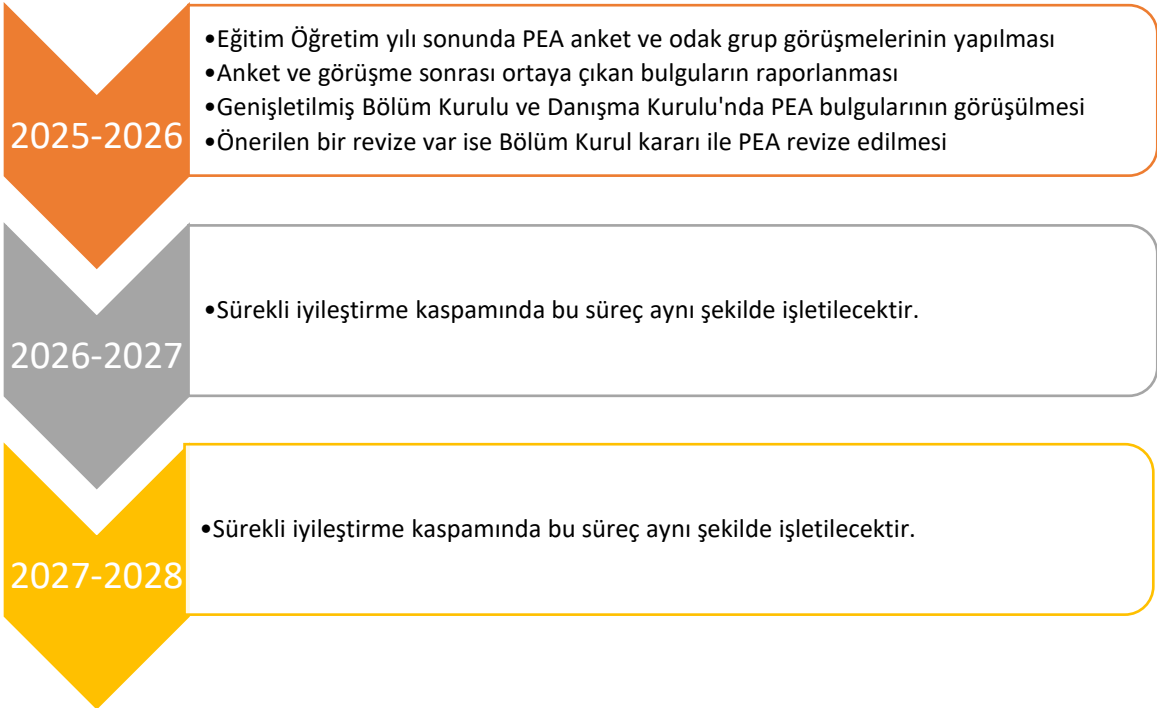 2025-2026
•Eğitim Öğretim yılı sonunda PEA anket ve odak grup görüşmelerinin yapılması
•Anket ve görüşme sonrası ortaya çıkan bulguların raporlanması
•Genişletilmiş Bölüm Kurulu ve Danışma Kurulu'nda PEA bulgularının görüşülmesi
•Önerilen bir revize var ise Bölüm Kurul kararı ile PEA revize edilmesi
2026-2027
•Sürekli iyileştirme kaspamında bu süreç aynı şekilde işletilecektir.
2027-2028
•Sürekli iyileştirme kaspamında bu süreç aynı şekilde işletilecektir.